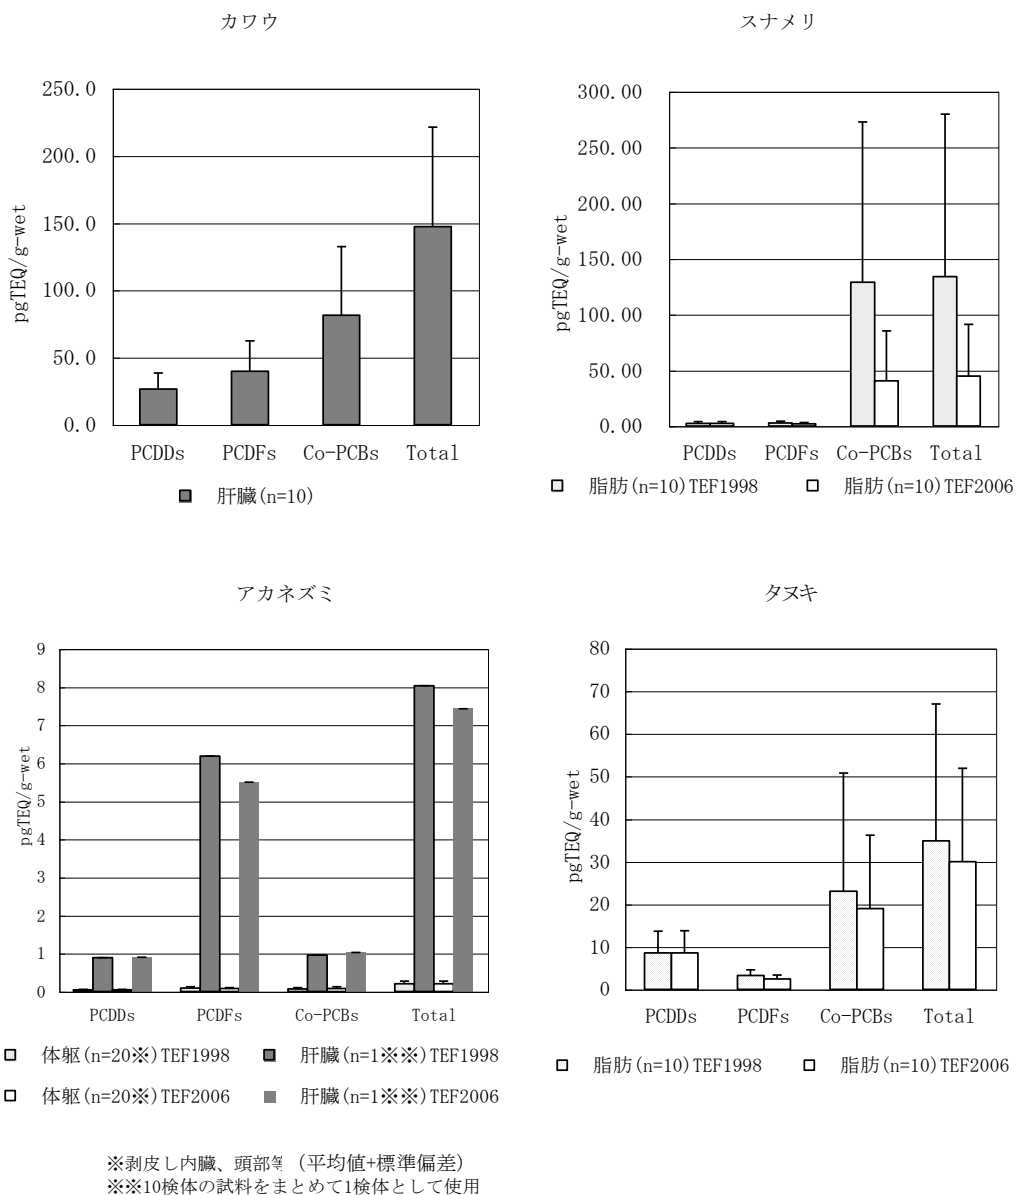 カワウ
250.0
200.0
150.0
100.0
50.0
0.0
pgTEQ/g-wet
PCDDs PCDFs Co-PCBs Total
肝臓(n=10)
スナメリ
300.00
250.00
200.00
150.00
100.00
50.00
0.00
pgTEQ/g-wet
PCDDs PCDFs Co-PCBs Total
脂肪(n=10)TEF1998 脂肪(n=10)TEF2006
アカネズミ
9
8
7
6
5
4
3
2
1
0
pgTEQ/g-wet
PCDDs PCDFs Co-PCBs Total
体躯(n=20※)TEF1998 肝臓(n=1※※)TEF1998
体躯(n=20※)TEF2006 肝臓(n=1※※)TEF2006
タヌキ
80
70
60
50
40
30
20
10
0
pgTEQ/g-wet
PCDDs PCDFs Co-PCBs Total
脂肪(n=10)TEF1998 脂肪(n=10)TEF2006
※剥皮し内臓、頭部等 (平均値+標準偏差)
※※10検体の試料をまとめて1検体として使用